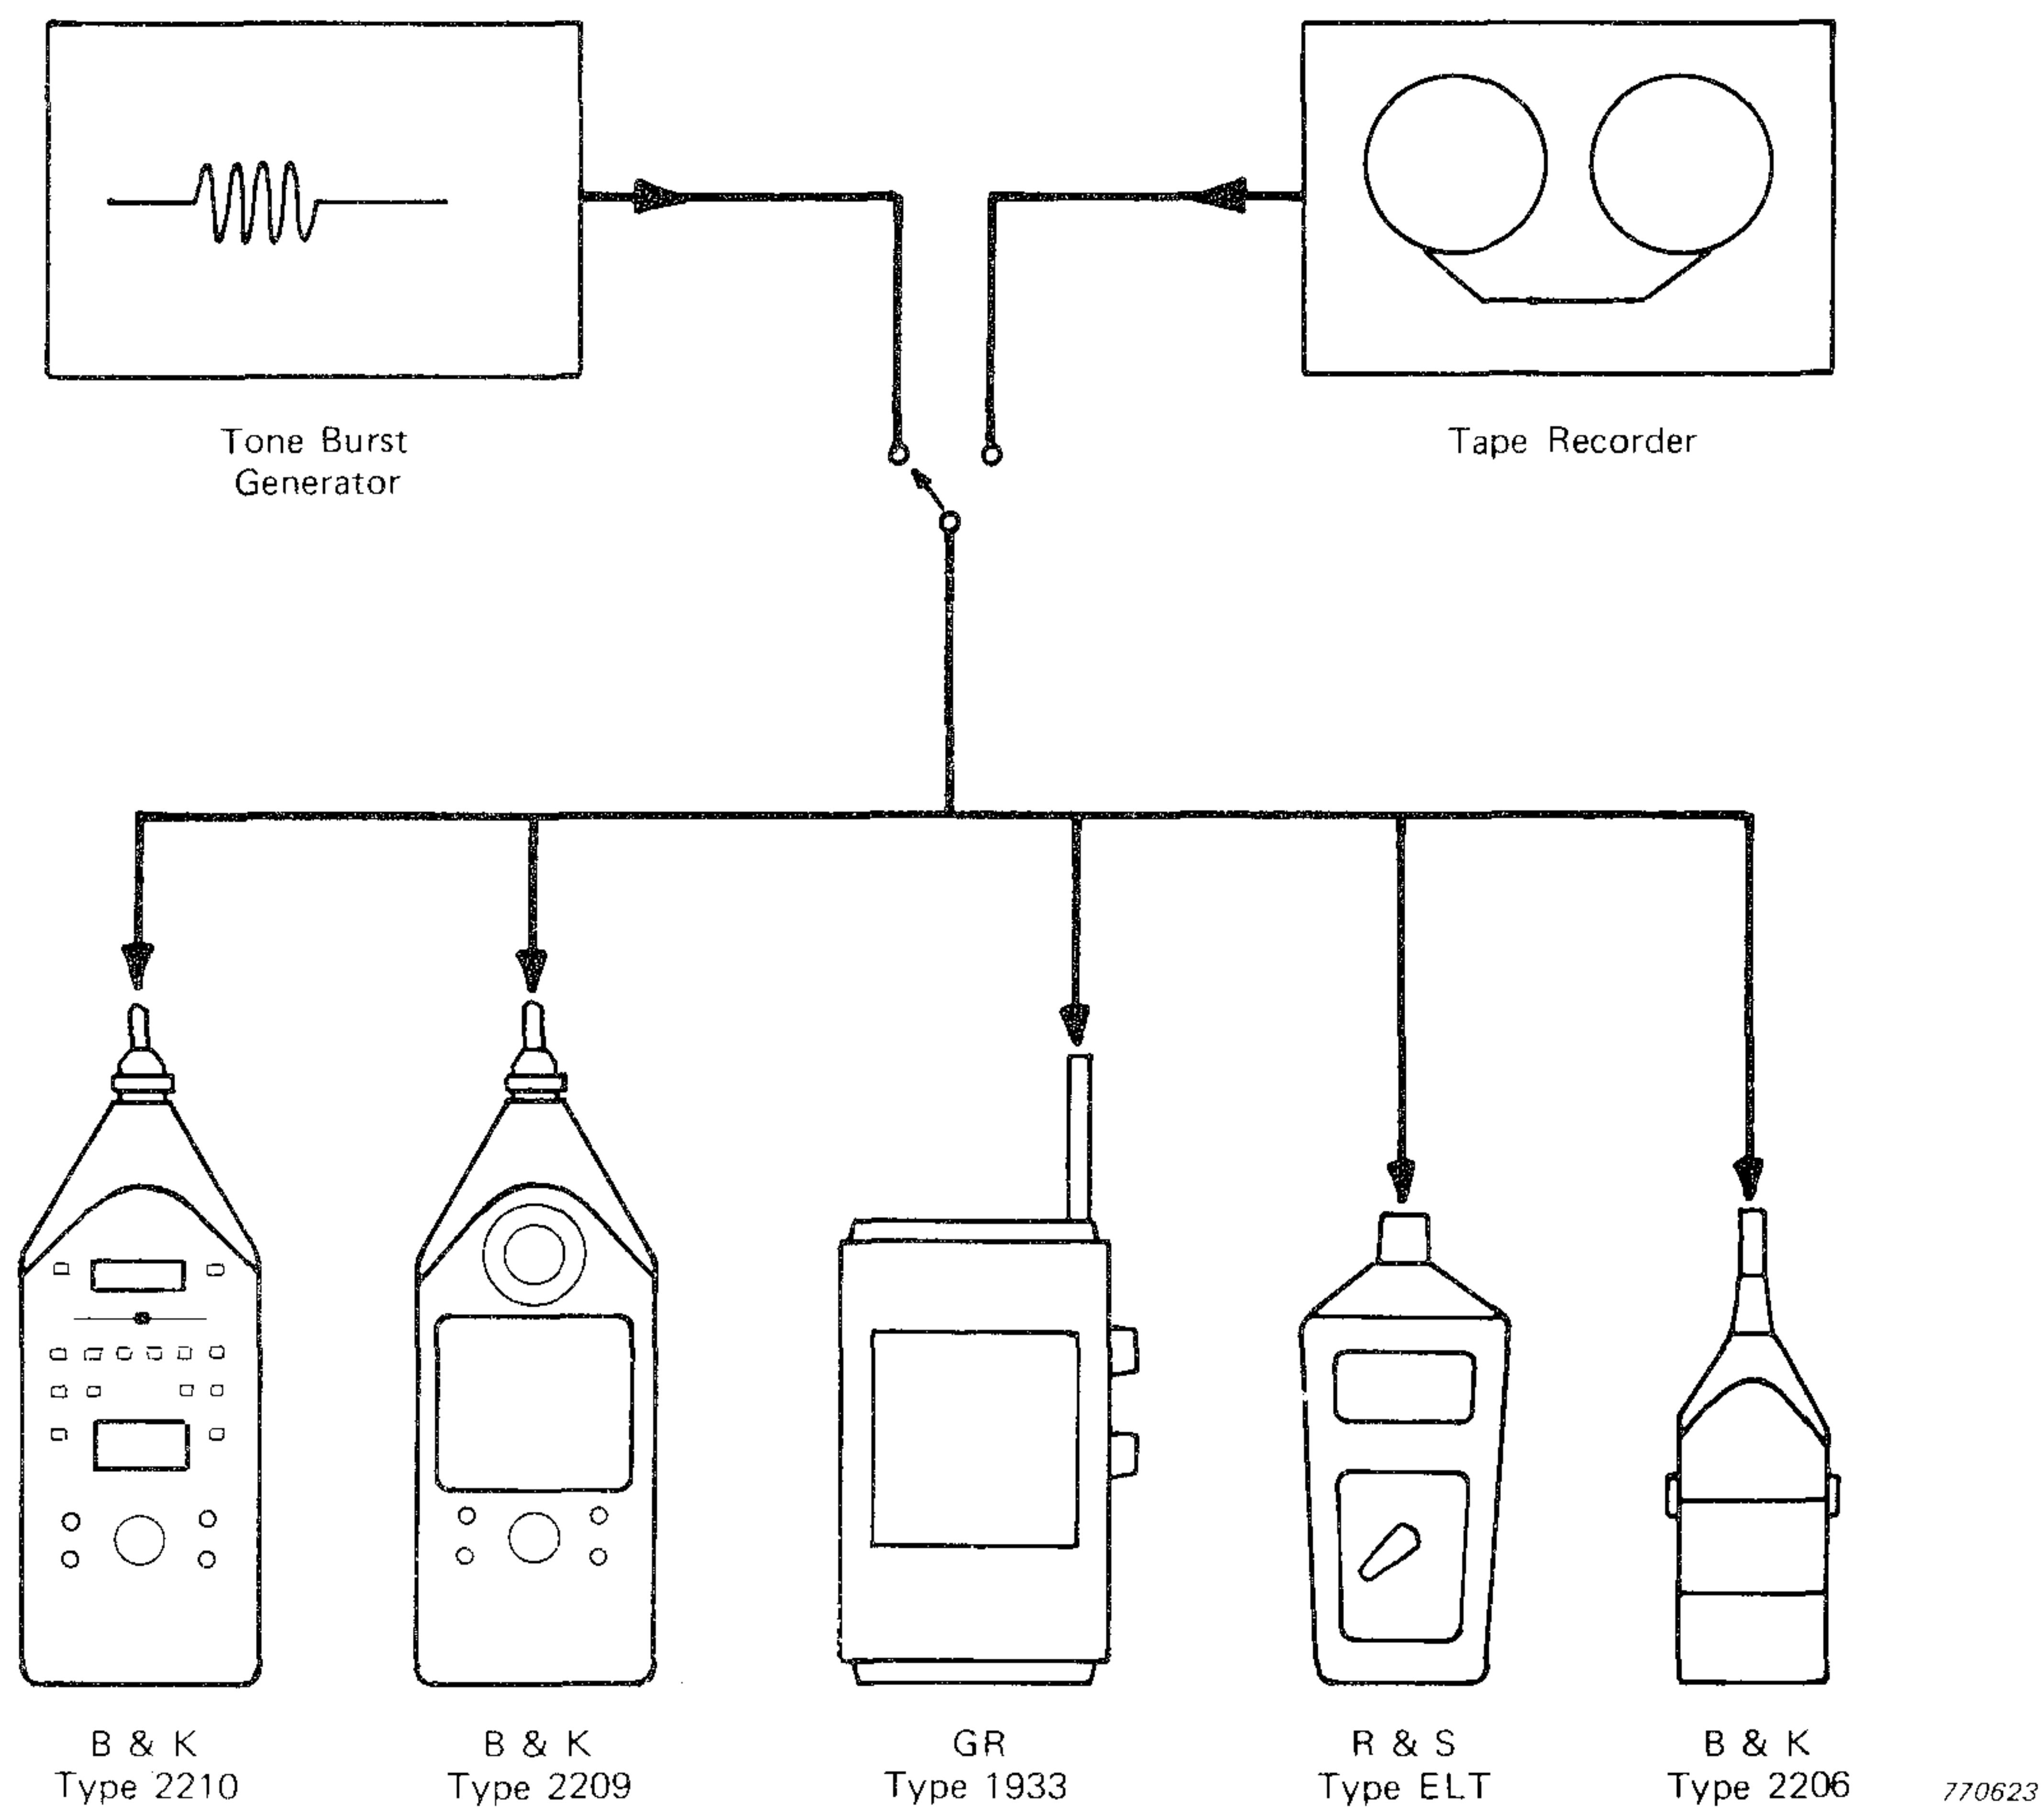 Tone Burst
Generator
Tape Recorder
B & K
Type 2210
B & K
Type 2209
GR
Type 1933
R & S
Type ELT
B & K
Type 2206
770623